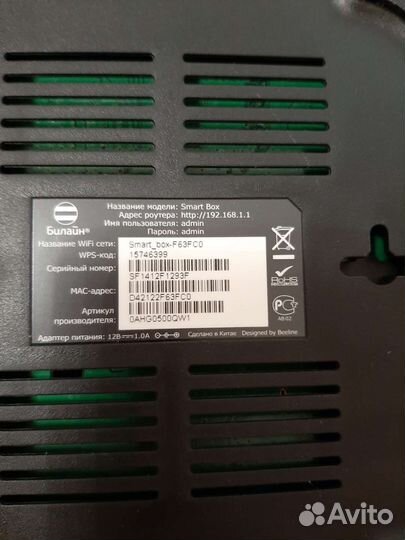 Билайн®
Название модели: Smart Box
Адрес роутера: http://192.168.1.1
Имя пользователя: admin
Пароль: admin
Название WiFi сети: Smart_box-F63FC0
WPS-код: 15746399
Серийный номер:
SF1412F1293F
MAC-адрес:
D42122F63FC0
Артикул
производителя: 0AHG0500QW1
RoHS
АВ 02
Адаптер питания: 12В 1.0А Сделано в Китае Designed by Beeline
Avito